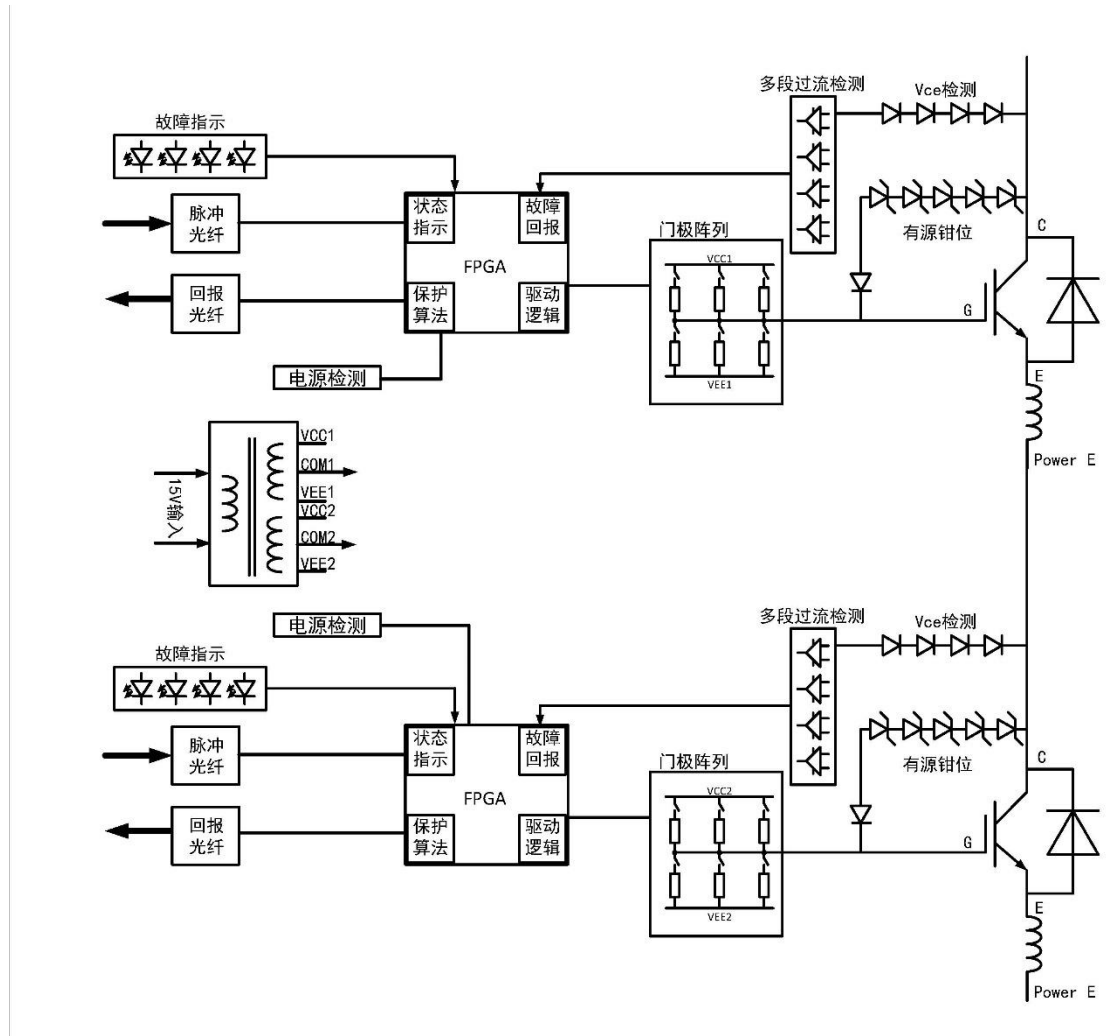 多段过流检测
Vce检测
故障指示
脉冲
光纤
状态
指示
故障
回报
FPGA
保护
算法
驱动
逻辑
回报
光纤
门极阵列
VCC1
VEE1
有源钳位
C
G
E
Power E
电源检测
15V输入
VCC1
COM1
VEE1
VCC2
COM2
VEE2
电源检测
多段过流检测
Vce检测
故障指示
脉冲
光纤
状态
指示
故障
回报
FPGA
保护
算法
驱动
逻辑
回报
光纤
门极阵列
VCC2
VEE2
有源钳位
C
G
E
Power E